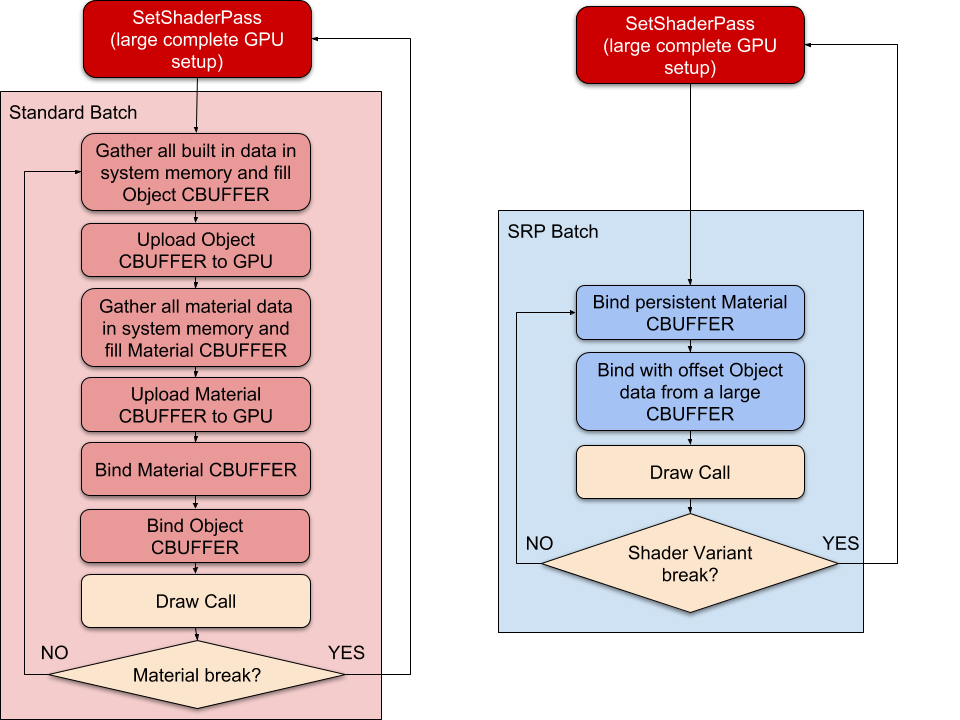 SetShaderPass
(large complete GPU
setup)
Standard Batch
Gather all built in data in
system memory and fill
Object CBUFFER
Upload Object
CBUFFER to GPU
Gather all material data
in system memory and
fill Material CBUFFER
Upload Material
CBUFFER to GPU
Bind Material CBUFFER
Bind Object
CBUFFER
Draw Call
NO
YES
Material break?
SetShaderPass
(large complete GPU
setup)
SRP Batch
Bind persistent Material
CBUFFER
Bind with offset Object
data from a large
CBUFFER
Draw Call
NO
YES
Shader Variant
break?